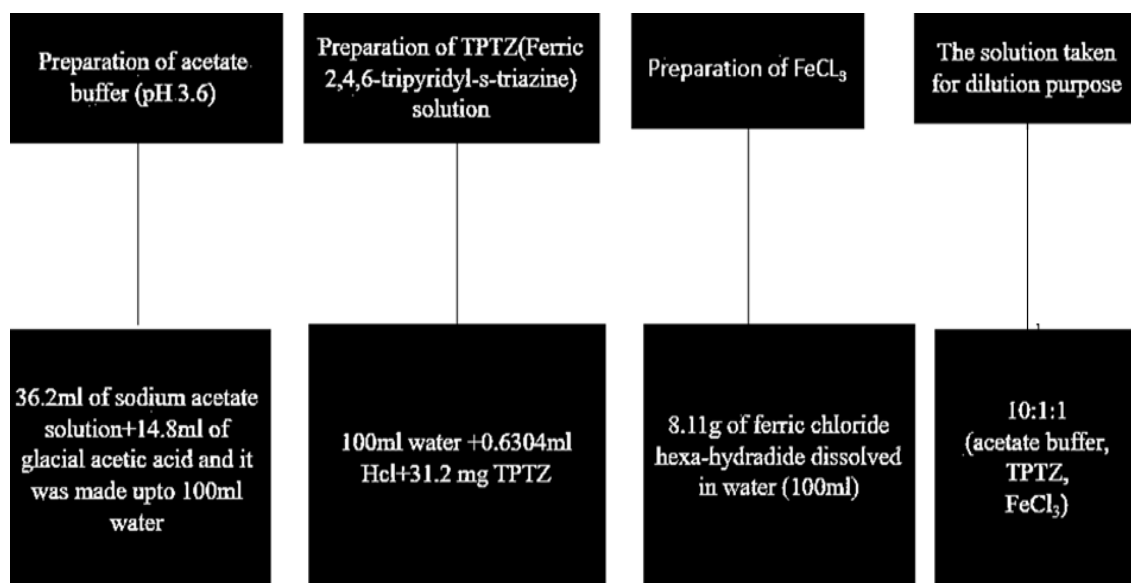 Preparation of acetate
buffer (pH 3.6)
Preparation of TPTZ(Ferric
2,4,6-tripyridyl-s-triazine)
solution
Preparation of FeCL₃
The solution taken
for dilution purpose
36.2ml of sodium acetate
solution+14.8ml of
glacial acetic acid and it
was made upto 100ml
water
100ml water +0.6304ml
Hcl+31.2 mg TPTZ
8.11g of ferric chloride
hexa-hydradide dissolved
in water (100ml)
10:1:1
(acetate buffer,
TPTZ,
FeCl₃)